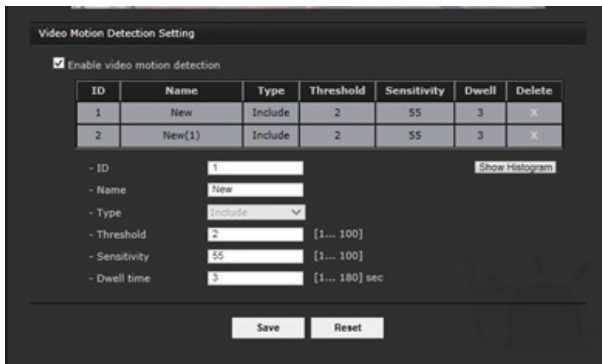 Video Motion Detection Setting
Enable video motion detection
ID Name Type Threshold Sensitivity Dwell Delete
1 New Include 2 55 3 X
2 New(1) Include 2 55 3 X
- ID 1 Show Histogram
- Name New
- Type Include
- Threshold 2 [1... 100]
- Sensitivity 55 [1... 100]
- Dwell time 3 [1... 180] sec
Save Reset